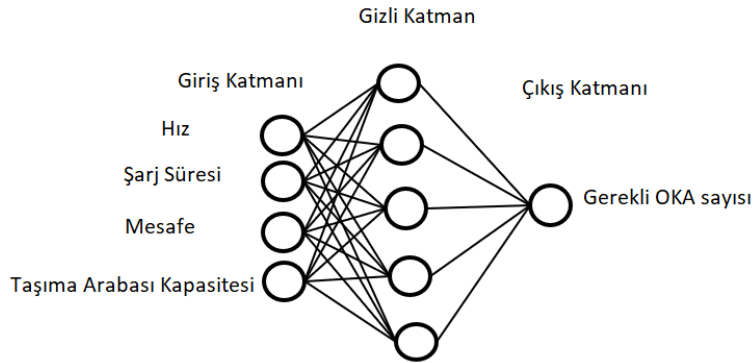 Gizli Katman
Giriş Katmanı
Çıkış Katmanı
Hız
Şarj Süresi
Mesafe
Taşıma Arabası Kapasitesi
Gerekli OKA sayısı